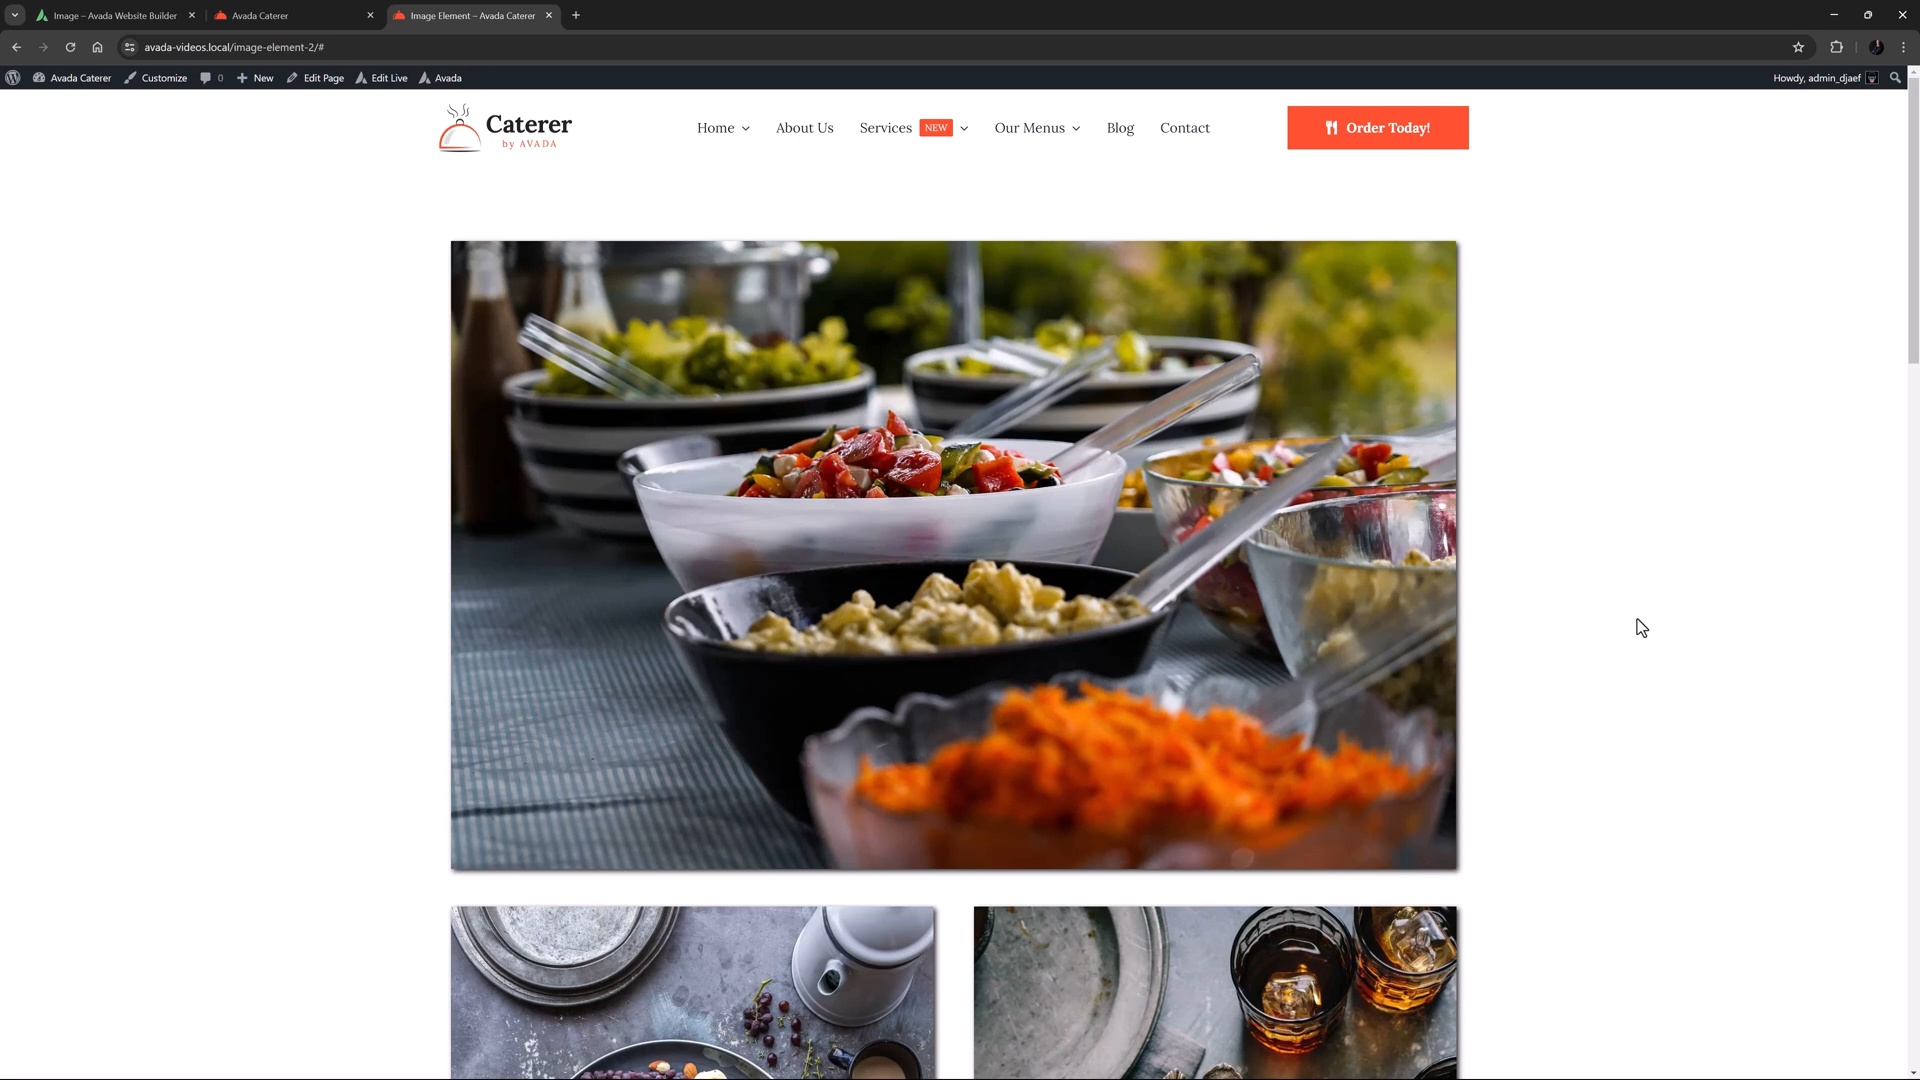 Image – Avada Website Builder
Avada Caterer
Image Element – Avada Caterer
avada-videos.local/image-element-2/#
Avada Caterer
Customize
0
New
Edit Page
Edit Live
Avada
Howdy, admin_djaef
Caterer
by AVADA
Home
About Us
Services
NEW
Our Menus
Blog
Contact
Order Today!